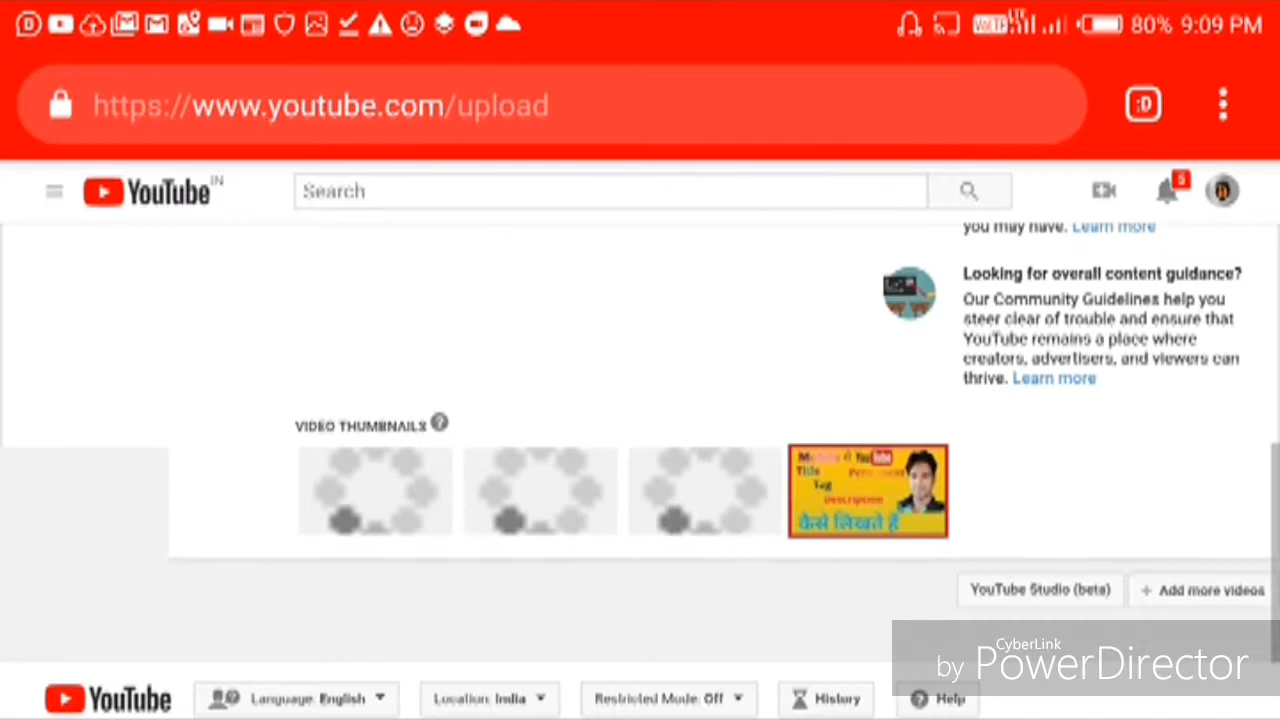 80% 9:09 PM
https://www.youtube.com/upload
:D
YouTube IN
Search
5
you may have. Learn more
Looking for overall content guidance?
Our Community Guidelines help you
steer clear of trouble and ensure that
YouTube remains a place where
creators, advertisers, and viewers can
thrive. Learn more
VIDEO THUMBNAILS ?
YouTube
Title
Tag
Description
कैसे लिखते हैं
YouTube Studio (beta)
+ Add more videos
CyberLink
by PowerDirector
YouTube
Language: English
Location: India
Restricted Mode: Off
History
Help